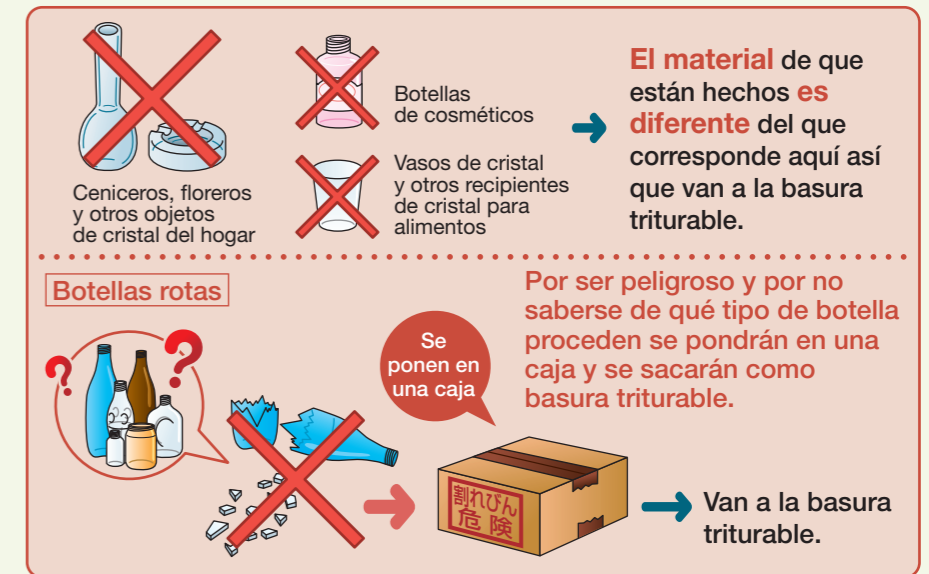 Ceniceros, floreros
y otros objetos
de cristal del hogar
Botellas
de cosméticos
Vasos de cristal
y otros recipientes
de cristal para
alimentos
El material de que
están hechos es
diferente del que
corresponde aquí así
que van a la basura
triturable.
Botellas rotas
Por ser peligroso y por no
saberse de qué tipo de botella
proceden se pondrán en una
caja y se sacarán como
basura triturable.
?
?
Se
ponen en
una caja
割れびん
危険
Van a la basura
triturable.